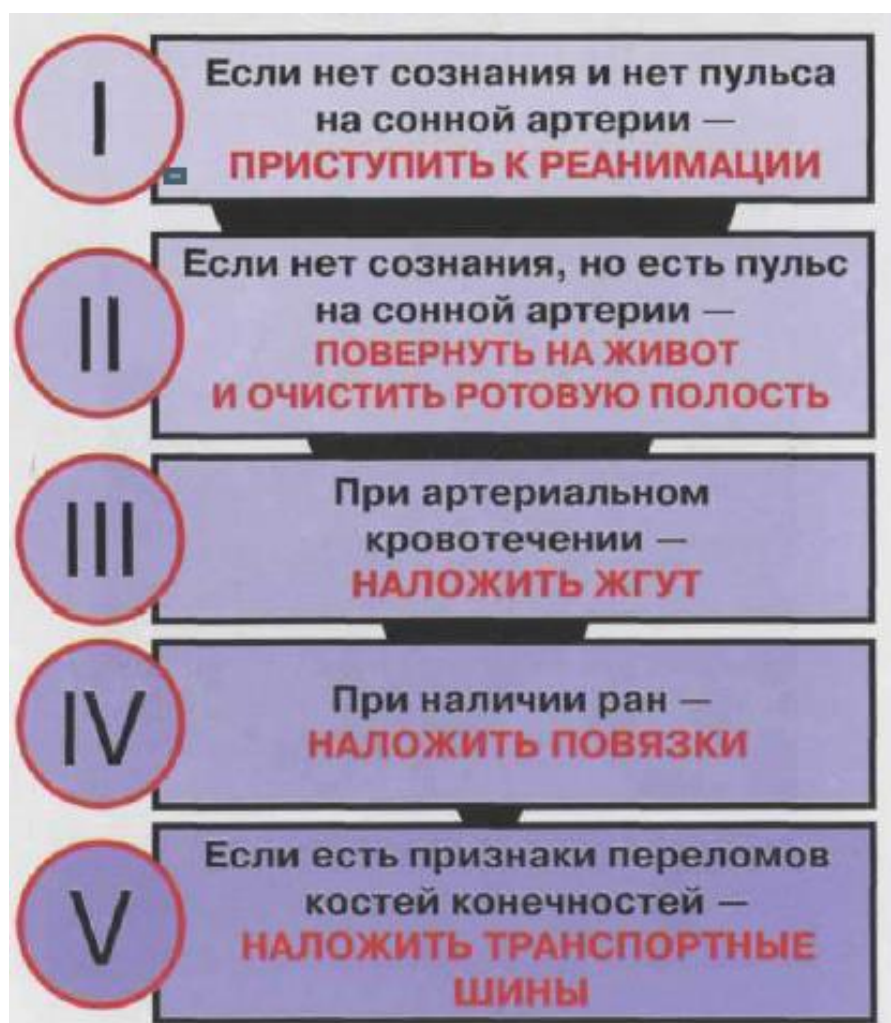 I
Если нет сознания и нет пульса
на сонной артерии —
ПРИСТУПИТЬ К РЕАНИМАЦИИ
II
Если нет сознания, но есть пульс
на сонной артерии —
ПОВЕРНУТЬ НА ЖИВОТ
И ОЧИСТИТЬ РОТОВУЮ ПОЛОСТЬ
III
При артериальном
кровотечении —
НАЛОЖИТЬ ЖГУТ
IV
При наличии ран —
НАЛОЖИТЬ ПОВЯЗКИ
V
Если есть признаки переломов
костей конечностей —
НАЛОЖИТЬ ТРАНСПОРТНЫЕ
ШИНЫ